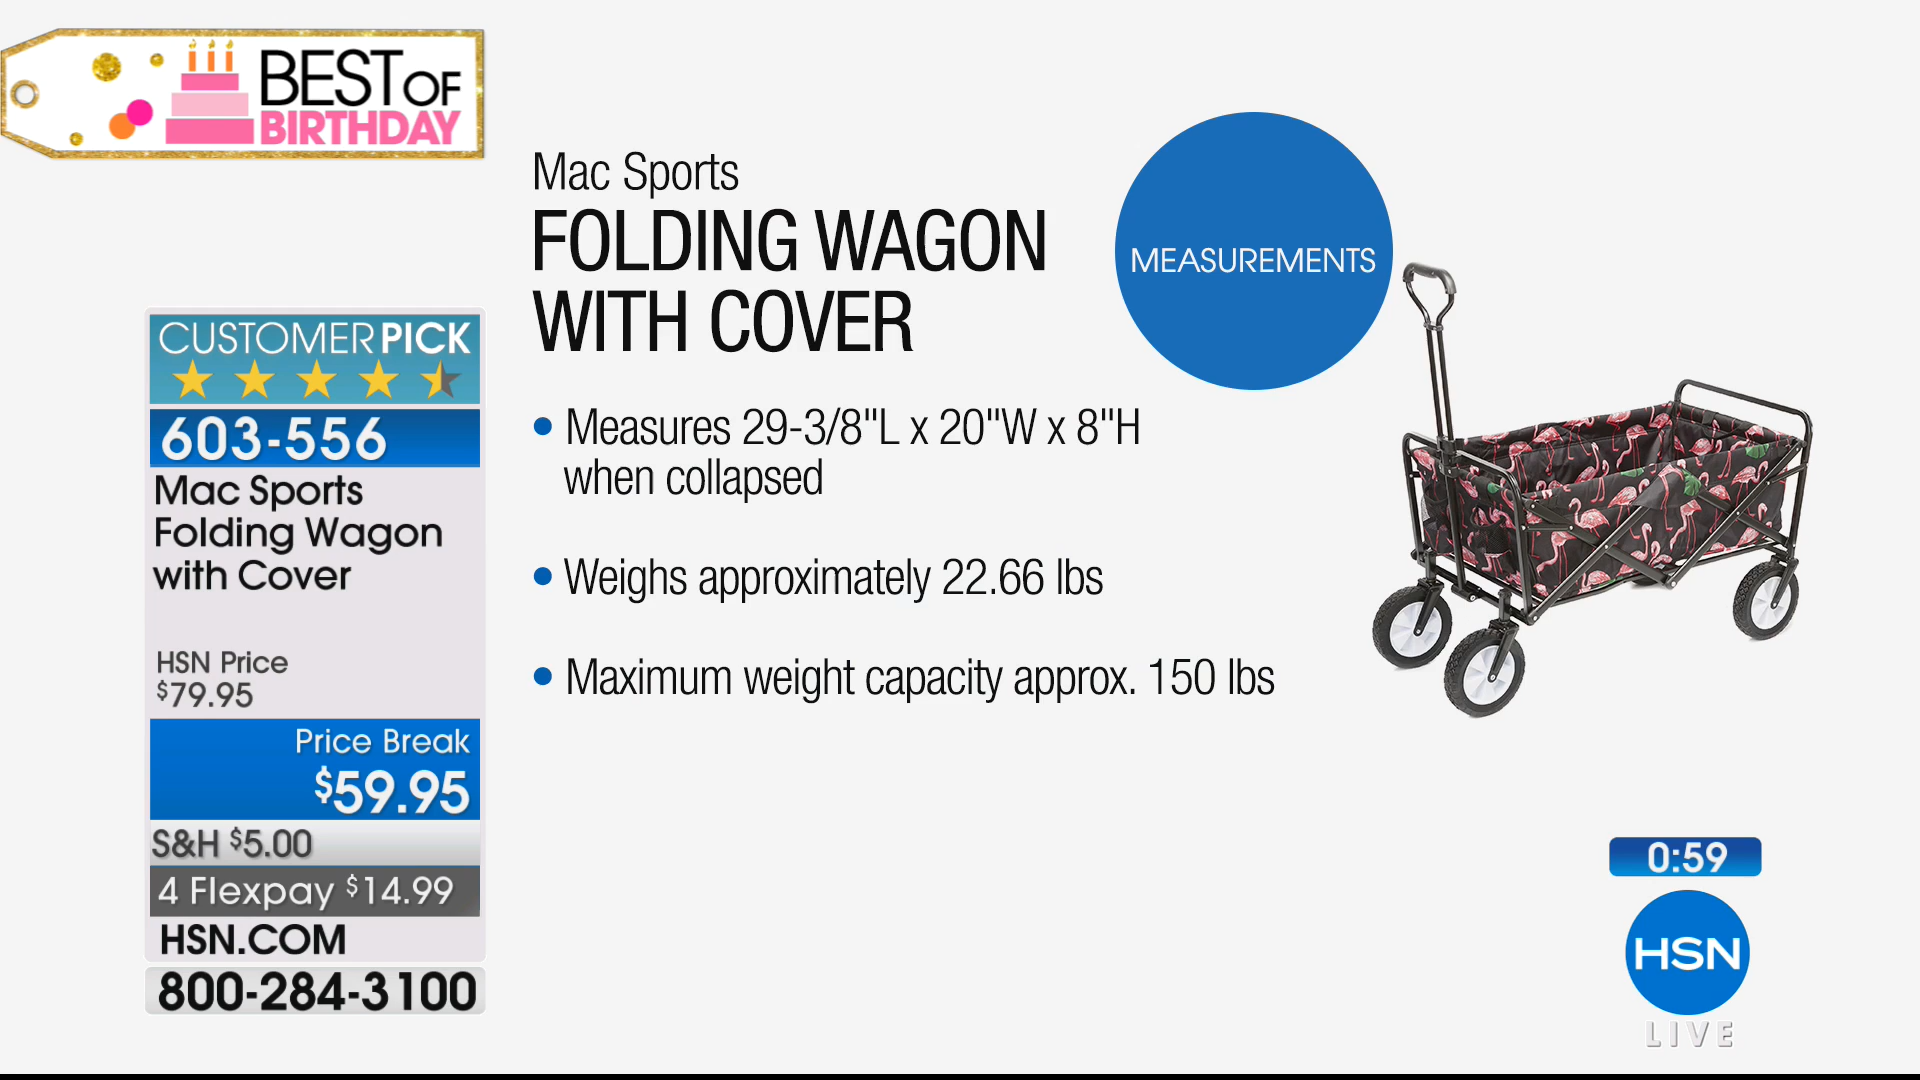 BEST OF
BIRTHDAY
Mac Sports
FOLDING WAGON
WITH COVER
MEASUREMENTS
• Measures 29-3/8"L x 20"W x 8"H
when collapsed
• Weighs approximately 22.66 lbs
• Maximum weight capacity approx. 150 lbs
CUSTOMER PICK
603-556
Mac Sports
Folding Wagon
with Cover
HSN Price
$79.95
Price Break
$59.95
S&H $5.00
4 Flexpay $14.99
HSN.COM
800-284-3100
0:59
HSN
LIVE